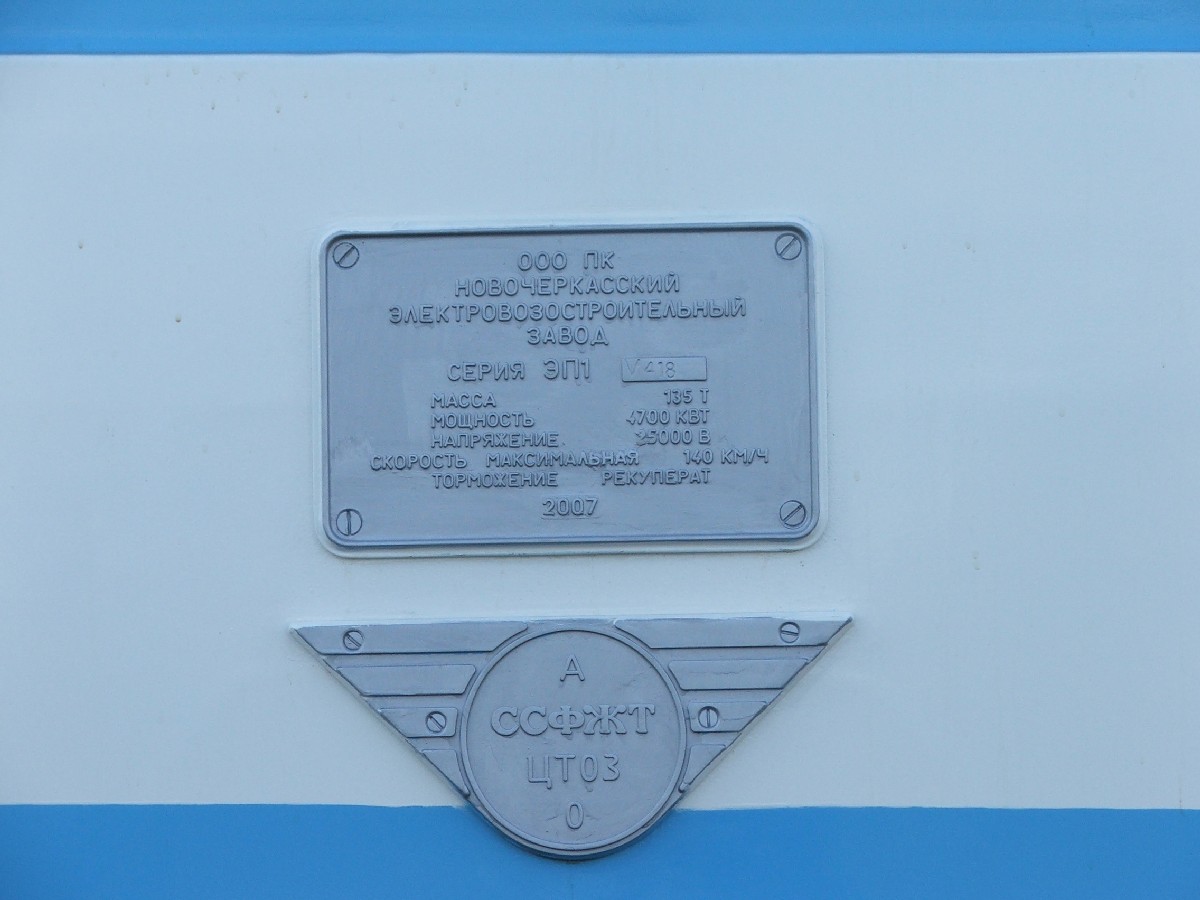 ООО ПК
НОВОЧЕРКАССКИЙ
ЭЛЕКТРОВОЗОСТРОИТЕЛЬНЫЙ
ЗАВОД
СЕРИЯ ЭП1 М 418
МАССА 135 Т
МОЩНОСТЬ 4700 КВТ
НАПРЯЖЕНИЕ 25000 В
СКОРОСТЬ МАКСИМАЛЬНАЯ 140 КМ/Ч
ТОРМОЖЕНИЕ РЕКУПЕРАТ
2007
А
ССФЖТ
ЦТ03
0